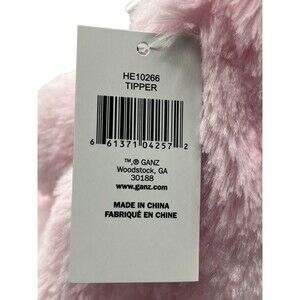 HE10266
TIPPER
6 61371 04257 2
™,® GANZ
Woodstock, GA
30188
www.ganz.com
MADE IN CHINA
FABRIQUÉ EN CHINE